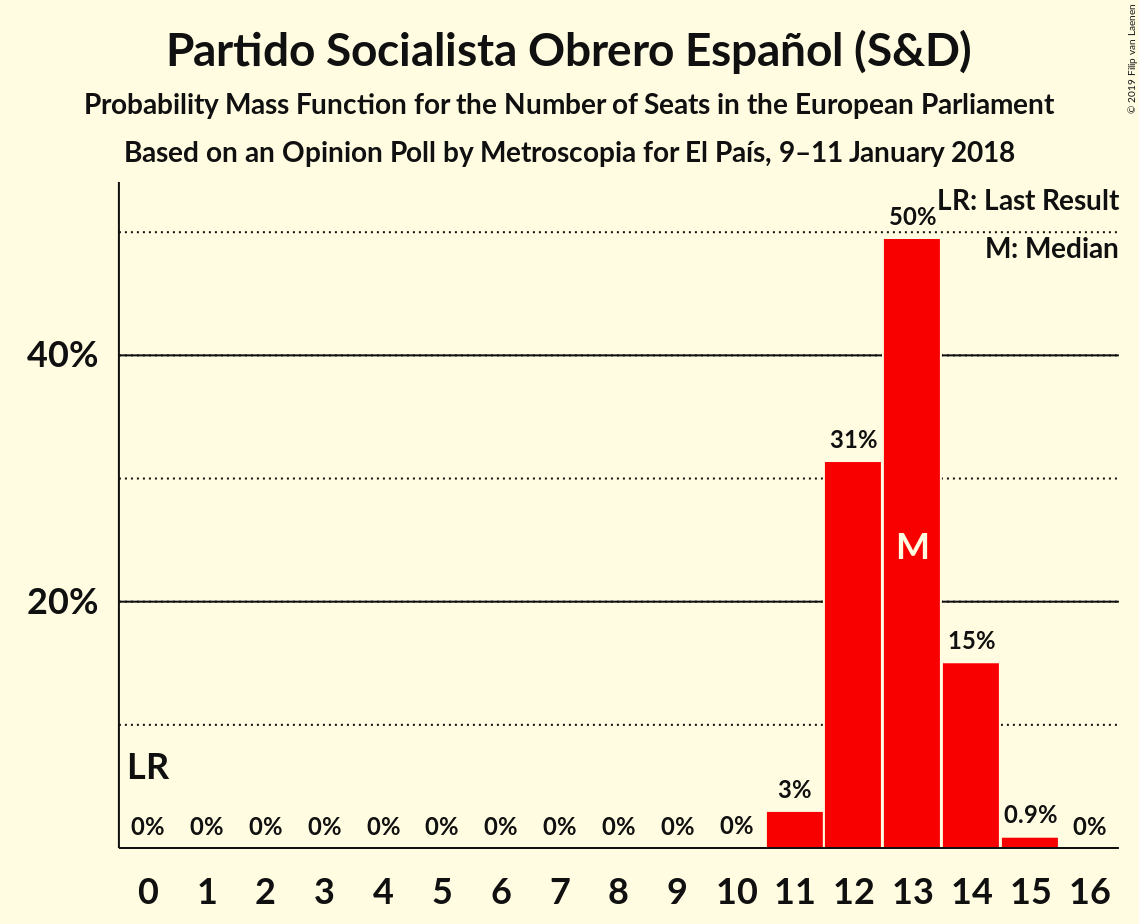 Partido Socialista Obrero Español (S&D)
Probability Mass Function for the Number of Seats in the European Parliament
Based on an Opinion Poll by Metroscopia for El País, 9–11 January 2018
© 2019 Filip van Laenen
LR: Last Result
M: Median
50%
40%
31%
M
20%
15%
LR
3%
0.9%
0% 0% 0% 0% 0% 0% 0% 0% 0% 0% 0% 0%
0 1 2 3 4 5 6 7 8 9 10 11 12 13 14 15 16